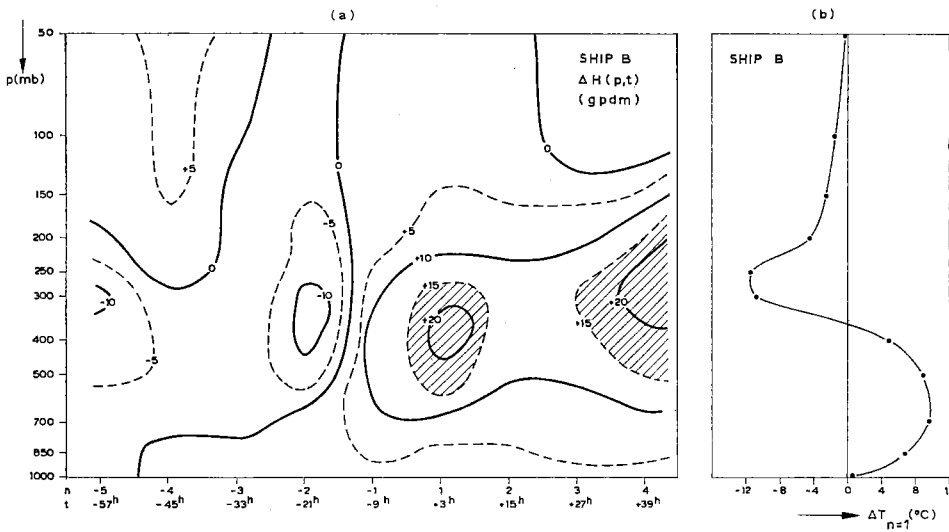 (a)
(b)
SHIP B
ΔH(p,t)
(gpdm)
SHIP B
p(mb)
50
100
150
200
250
300
400
500
700
850
1000
+5
0
0
0
-5
+5
+10
-10
-10
+15
+20
+20
+15
-5
n -5 -4 -3 -2 -1 1 2 3 4
t -57h -45h -33h -21h -9h +3h +15h +27h +39h
-12 -8 -4 0 4 8 1
ΔTn=1 (°C)